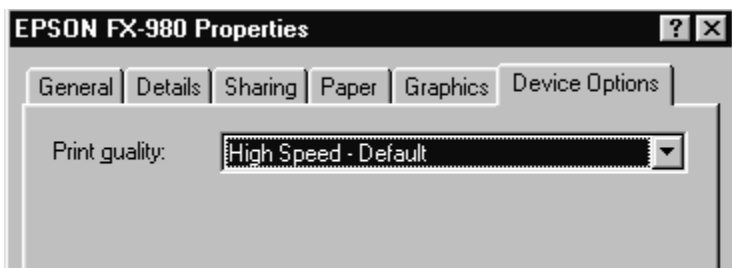 EPSON FX-980 Properties ? X
General Details Sharing Paper Graphics Device Options
Print quality: High Speed - Default